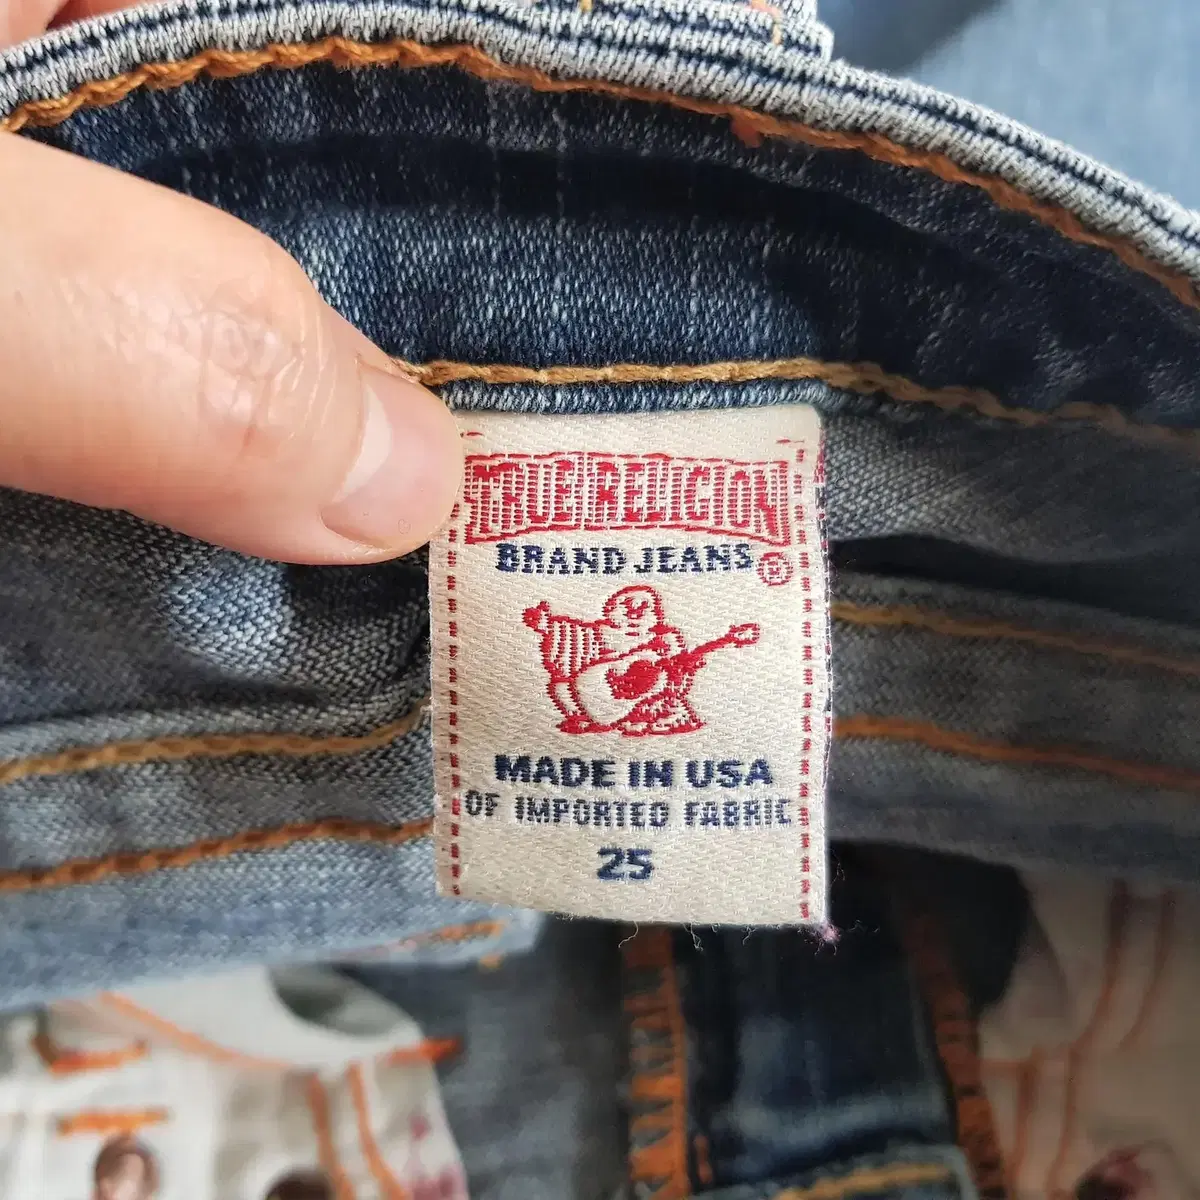 TRUE RELIGION
BRAND JEANS ®
MADE IN USA
OF IMPORTED FABRIC
25